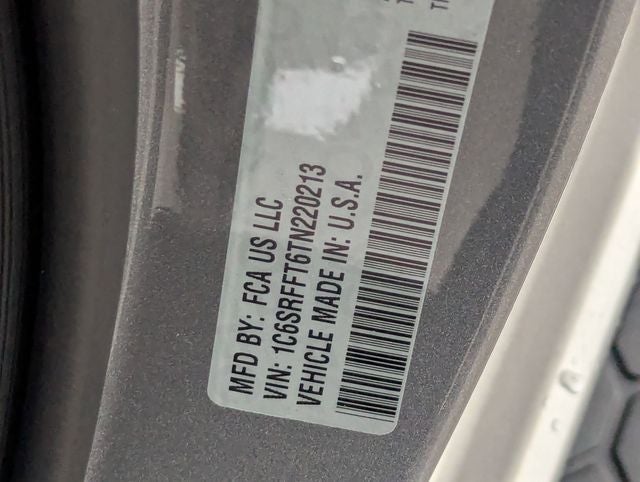 MFD BY: FCA US LLC
VIN: 1C6SRFFT6TN220213
VEHICLE MADE IN: U.S.A.